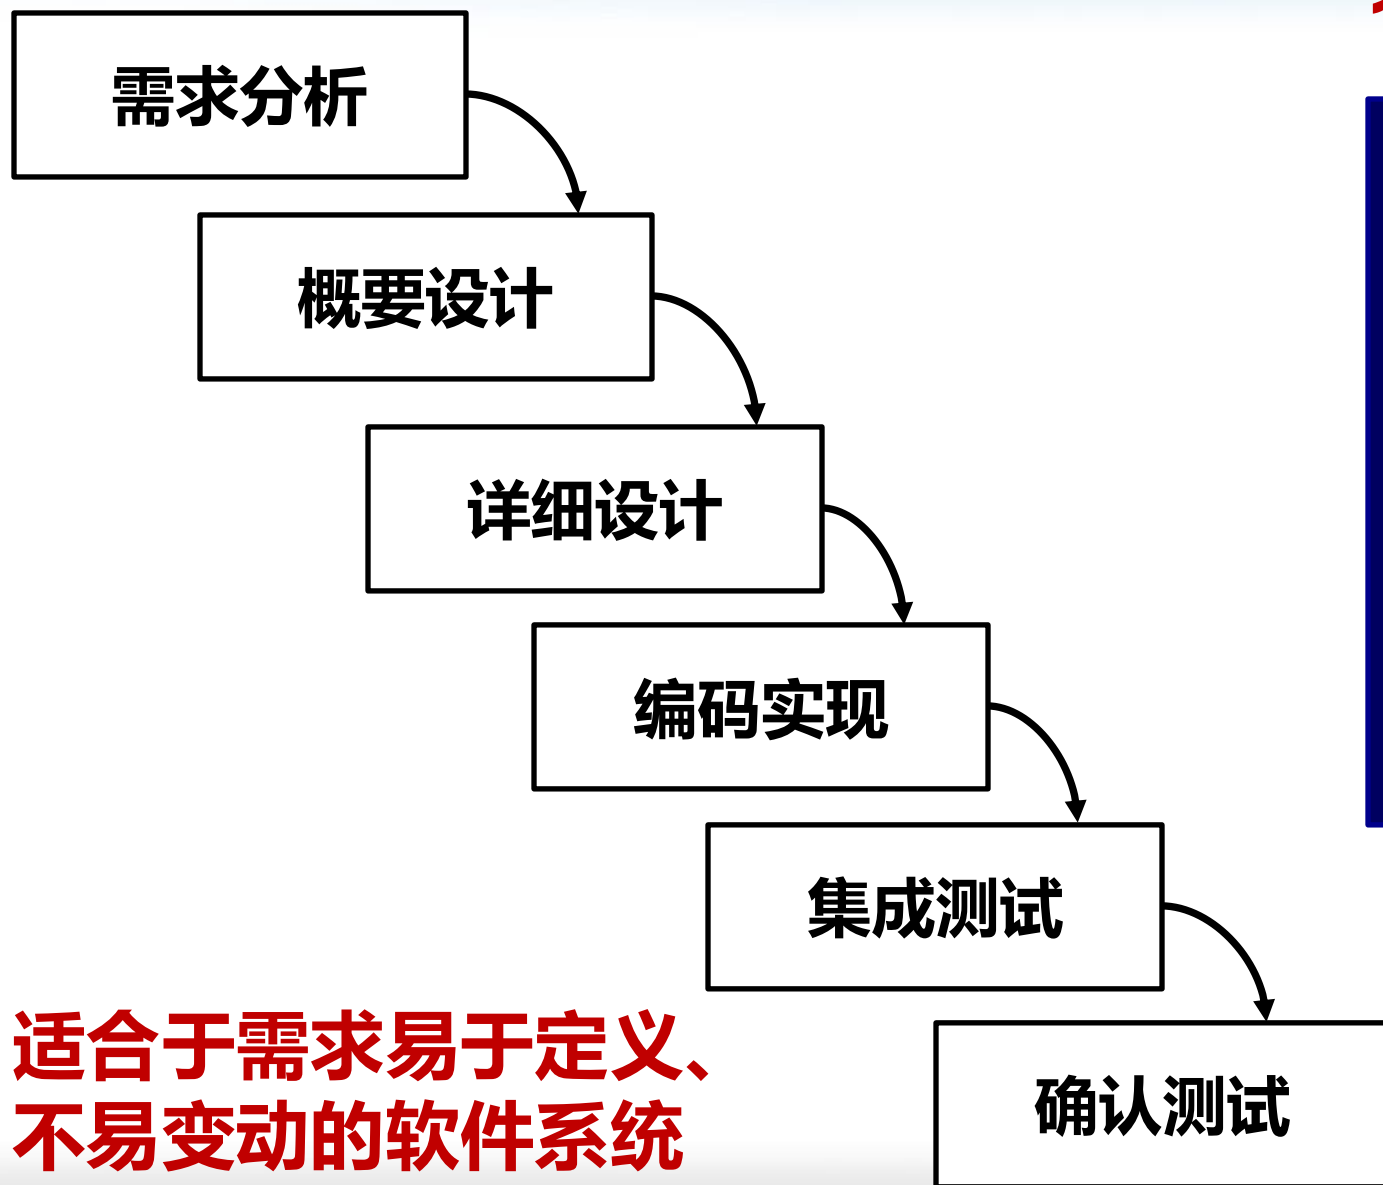 需求分析
概要设计
详细设计
编码实现
集成测试
确认测试
适合于需求易于定义、
不易变动的软件系统